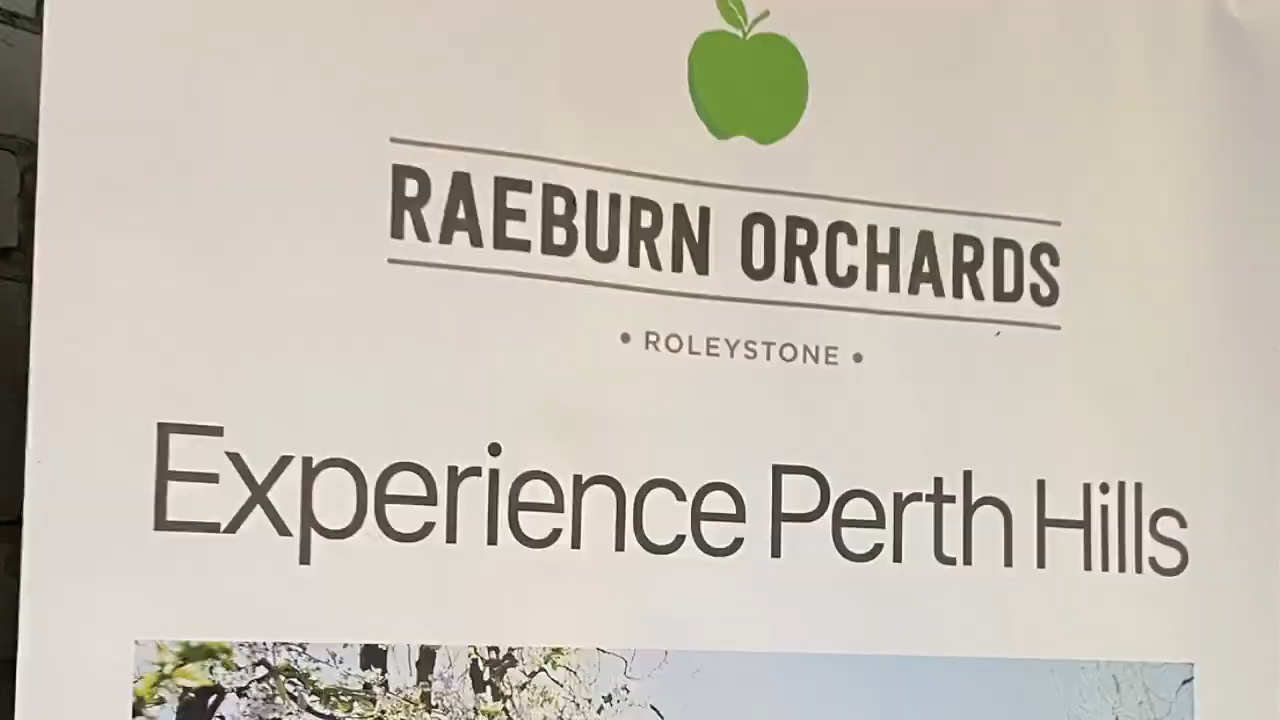 RAEBURN ORCHARDS
• ROLEYSTONE •
Experience Perth Hills